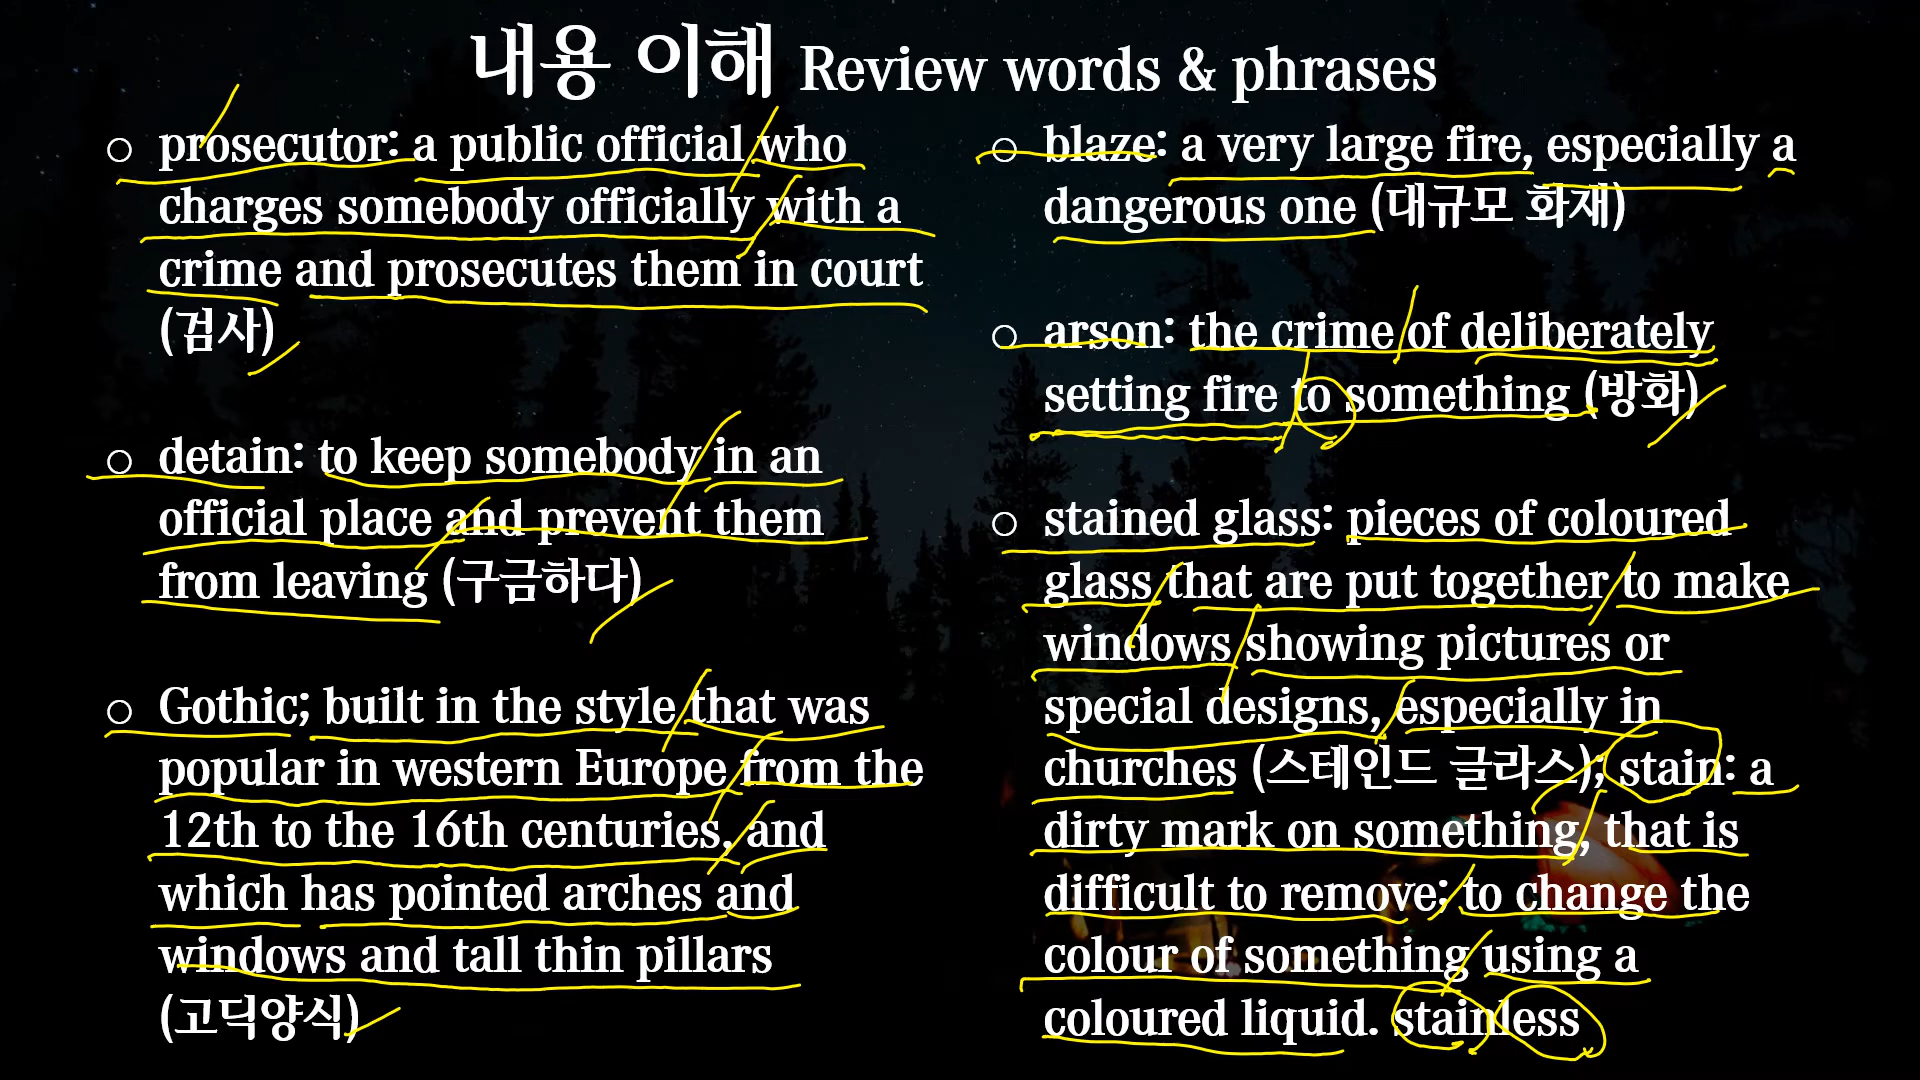 내용 이해 Review words & phrases
prosecutor: a public official who
charges somebody officially with a
crime and prosecutes them in court
(검사)
detain: to keep somebody in an
official place and prevent them
from leaving (구금하다)
Gothic; built in the style that was
popular in western Europe from the
12th to the 16th centuries, and
which has pointed arches and
windows and tall thin pillars
(고딕양식)
blaze: a very large fire, especially a
dangerous one (대규모 화재)
arson: the crime of deliberately
setting fire to something (방화)
stained glass: pieces of coloured
glass that are put together to make
windows showing pictures or
special designs, especially in
churches (스테인드 글라스); stain: a
dirty mark on something, that is
difficult to remove; to change the
colour of something using a
coloured liquid. stainless